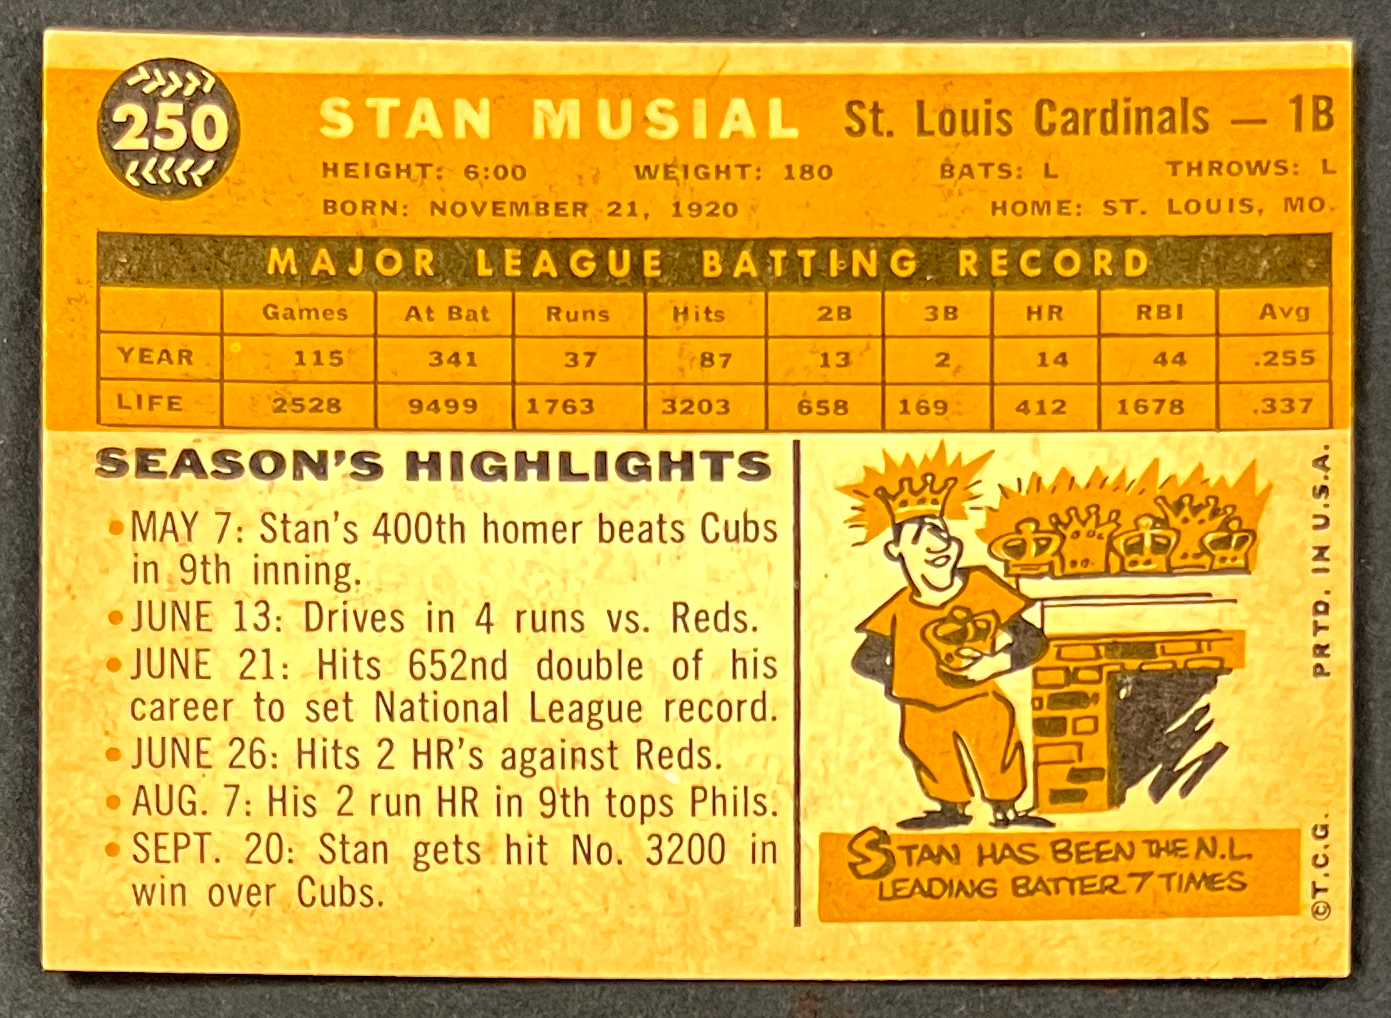 250
STAN MUSIAL St. Louis Cardinals — 1B
HEIGHT: 6:00 WEIGHT: 180 BATS: L THROWS: L
BORN: NOVEMBER 21, 1920 HOME: ST. LOUIS, MO.
MAJOR LEAGUE BATTING RECORD
Games At Bat Runs Hits 2B 3B HR RBI Avg
YEAR 115 341 37 87 13 2 14 44 .255
LIFE 2528 9499 1763 3203 658 169 412 1678 .337
SEASON'S HIGHLIGHTS
• MAY 7: Stan's 400th homer beats Cubs
in 9th inning.
• JUNE 13: Drives in 4 runs vs. Reds.
• JUNE 21: Hits 652nd double of his
career to set National League record.
• JUNE 26: Hits 2 HR's against Reds.
• AUG. 7: His 2 run HR in 9th tops Phils.
• SEPT. 20: Stan gets hit No. 3200 in
win over Cubs.
STAN HAS BEEN THE N.L.
LEADING BATTER 7 TIMES
©T.C.G. PRTD. IN U.S.A.